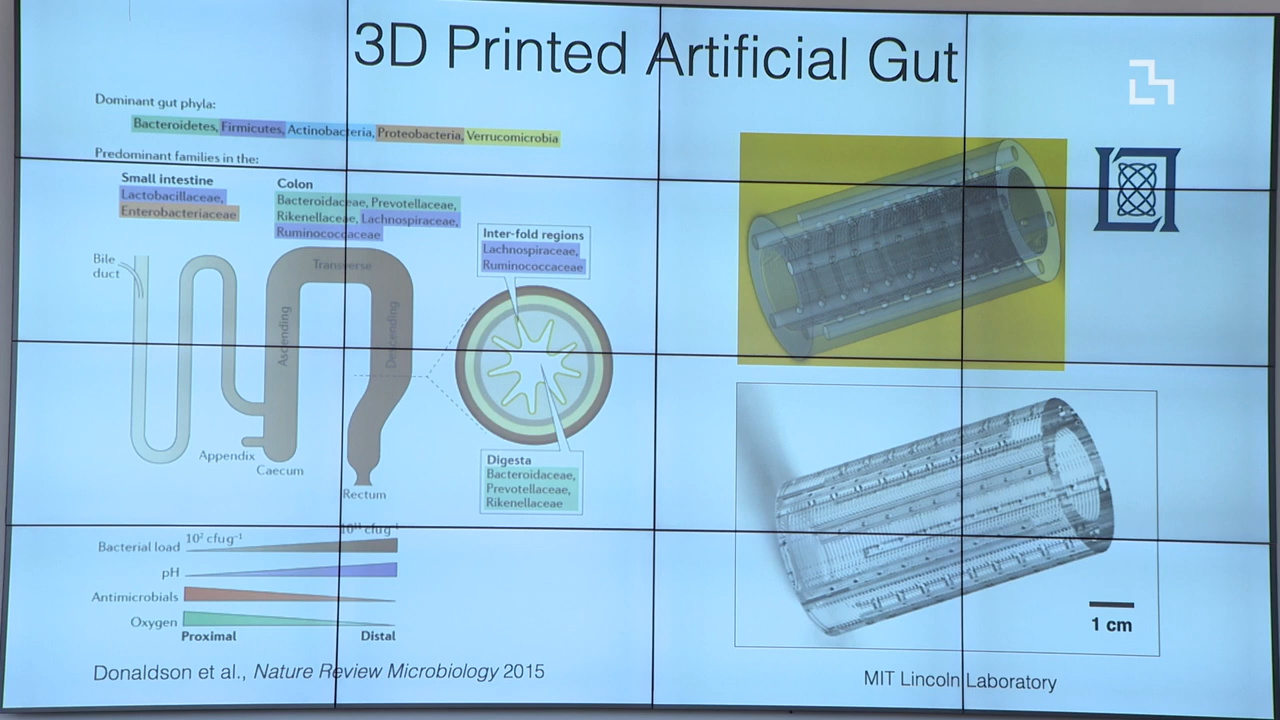 3D Printed Artificial Gut
Dominant gut phyla:
Bacteroidetes, Firmicutes, Actinobacteria, Proteobacteria, Verrucomicrobia
Predominant families in the:
Small intestine
Lactobacillaceae,
Enterobacteriaceae
Colon
Bacteroidaceae, Prevotellaceae,
Rikenellaceae, Lachnospiraceae,
Ruminococcaceae
Inter-fold regions
Lachnospiraceae,
Ruminococcaceae
Bile
duct
Transverse
Ascending
Descending
Appendix
Caecum
Rectum
Digesta
Bacteroidaceae,
Prevotellaceae,
Rikenellaceae
Bacterial load
10² cfug⁻¹
10¹¹ cfug⁻¹
pH
Antimicrobials
Oxygen
Proximal
Distal
Donaldson et al., Nature Review Microbiology 2015
1 cm
MIT Lincoln Laboratory